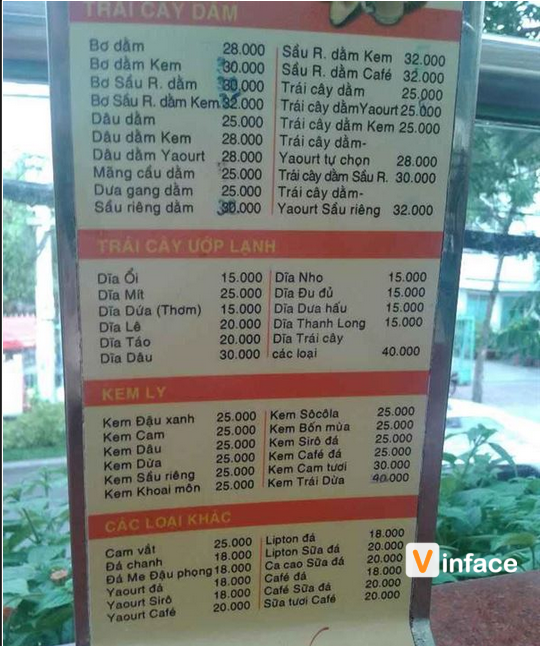 TRÁI CÂY DẦM
Bơ dầm 28.000
Bơ dầm Kem 30.000
Bơ Sầu R. dầm 30.000
Bơ Sầu R. dầm Kem 32.000
Dâu dầm 25.000
Dâu dầm Kem 28.000
Dâu dầm Yaourt 28.000
Mãng cầu dầm 25.000
Dưa gang dầm 25.000
Sầu riêng dầm 30.000
Sầu R. dầm Kem 32.000
Sầu R. dầm Café 32.000
Trái cây dầm 25.000
Trái cây dầmYaourt 25.000
Trái cây dầm Kem 25.000
Trái cây dầm-
Yaourt tự chọn 28.000
Trái cây dầm Sầu R. 30.000
Trái cây dầm-
Yaourt Sầu riêng 32.000
TRÁI CÂY ƯỚP LẠNH
Dĩa Ổi 15.000
Dĩa Mít 25.000
Dĩa Dứa (Thơm) 15.000
Dĩa Lê 20.000
Dĩa Táo 20.000
Dĩa Dâu 30.000
Dĩa Nho 15.000
Dĩa Đu đủ 15.000
Dĩa Dưa hấu 15.000
Dĩa Thanh Long 15.000
Dĩa Trái cây
các loại 40.000
KEM LY
Kem Đậu xanh 25.000
Kem Cam 25.000
Kem Dâu 25.000
Kem Dừa 25.000
Kem Sầu riêng 25.000
Kem Khoai môn 25.000
Kem Sôcôla 25.000
Kem Bốn mùa 25.000
Kem Sirô đá 25.000
Kem Café đá 25.000
Kem Cam tươi 30.000
Kem Trái Dừa 40.000
CÁC LOẠI KHÁC
Cam vắt 25.000
Đá chanh 18.000
Đá Me Đậu phong 18.000
Yaourt đá 18.000
Yaourt Sirô 18.000
Yaourt Café 20.000
Lipton đá 18.000
Lipton Sữa đá 20.000
Ca cao Sữa đá 20.000
Café đá 18.000
Café Sữa đá 20.000
Sữa tươi Café 20.000
Vinface